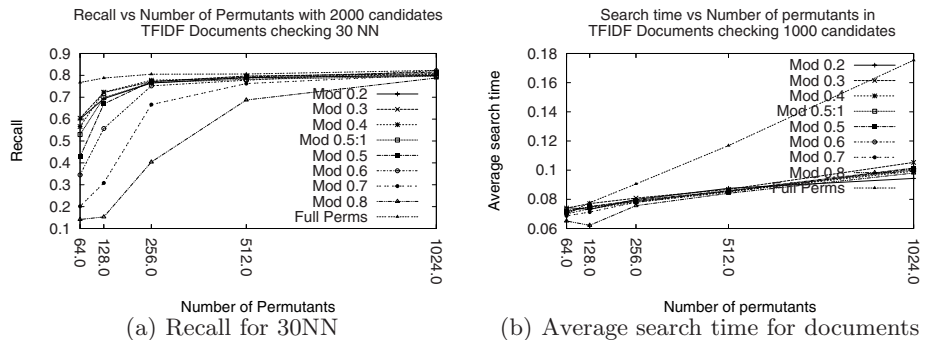 Recall vs Number of Permutants with 2000 candidates
TFIDF Documents checking 30 NN
0.9
0.8
0.7
0.6
0.5
0.4
0.3
0.2
0.1
Recall
Mod 0.2
Mod 0.3
Mod 0.4
Mod 0.5:1
Mod 0.5
Mod 0.6
Mod 0.7
Mod 0.8
Full Perms
64.0
128.0
256.0
512.0
1024.0
Number of Permutants
(a) Recall for 30NN
Search time vs Number of permutants in
TFIDF Documents checking 1000 candidates
0.18
0.16
0.14
0.12
0.1
0.08
0.06
Average search time
Mod 0.2
Mod 0.3
Mod 0.4
Mod 0.5:1
Mod 0.5
Mod 0.6
Mod 0.7
Mod 0.8
Full Perms
64.0
128.0
256.0
512.0
1024.0
Number of permutants
(b) Average search time for documents